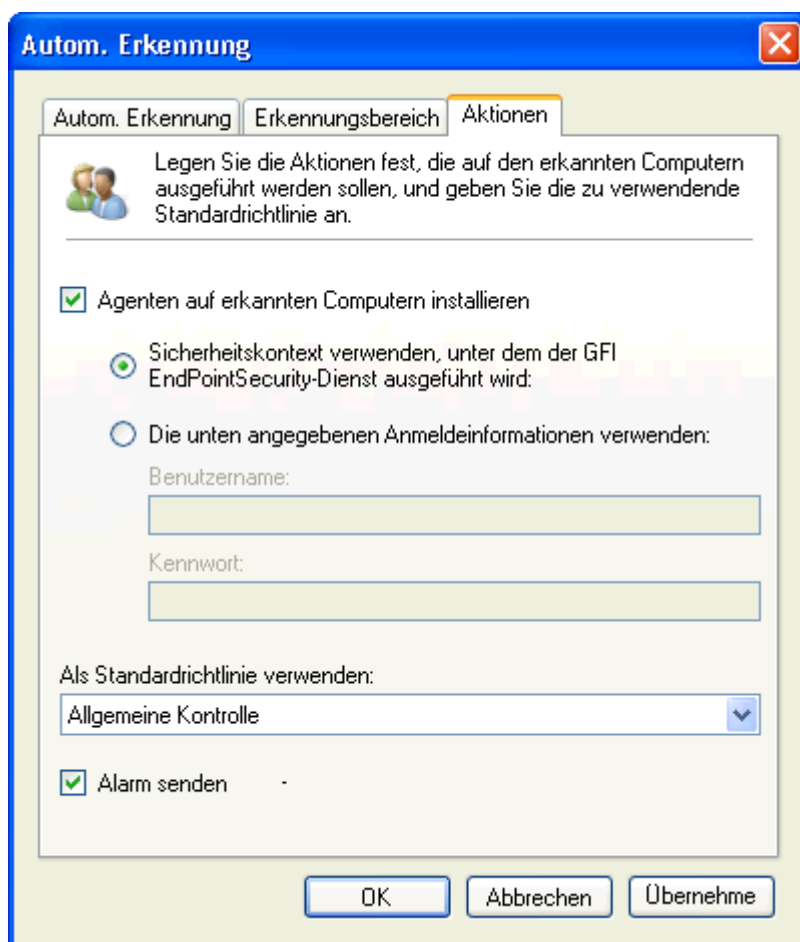 Autom. Erkennung
Autom. Erkennung
Erkennungsbereich
Aktionen
Legen Sie die Aktionen fest, die auf den erkannten Computern
ausgeführt werden sollen, und geben Sie die zu verwendende
Standardrichtlinie an.
Agenten auf erkannten Computern installieren
Sicherheitskontext verwenden, unter dem der GFI
EndPointSecurity-Dienst ausgeführt wird:
Die unten angegebenen Anmeldeinformationen verwenden:
Benutzername:
Kennwort:
Als Standardrichtlinie verwenden:
Allgemeine Kontrolle
Alarm senden -
OK
Abbrechen
Übernehme